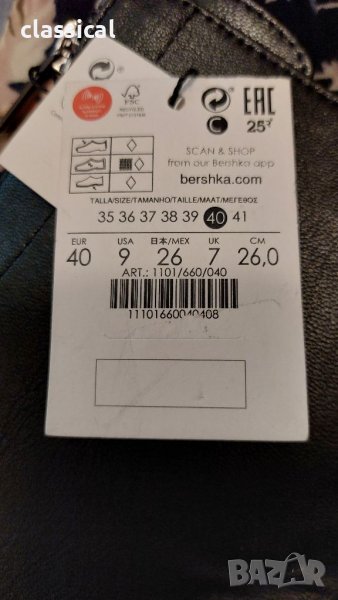 classical
FSC
RECYCLED
EAC
25
SCAN & SHOP
from our Bershka app
bershka.com
TALLA/SIZE/TAMANHO/TAILLE/MAAT/ΜΕΓΕΘΟΣ
35 36 37 38 39 40 41
EUR USA 日本/MEX UK CM
40 9 26 7 26,0
ART.: 1101/660/040
11101660040408
BAZAR